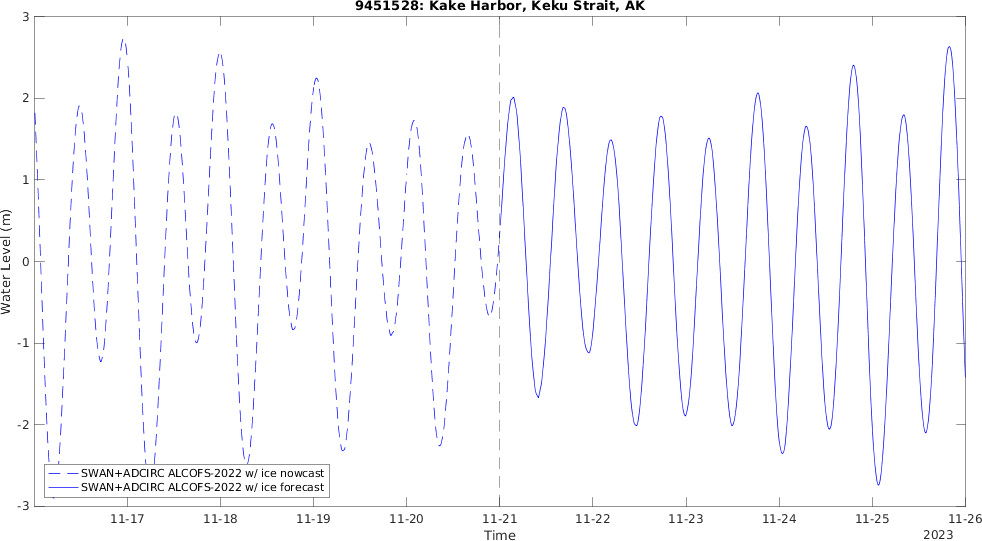 9451528: Kake Harbor, Keku Strait, AK
3
2
1
0
-1
-2
-3
Water Level (m)
SWAN+ADCIRC ALCOFS-2022 w/ ice nowcast
SWAN+ADCIRC ALCOFS-2022 w/ ice forecast
11-17 11-18 11-19 11-20 11-21 11-22 11-23 11-24 11-25 11-26
Time
2023